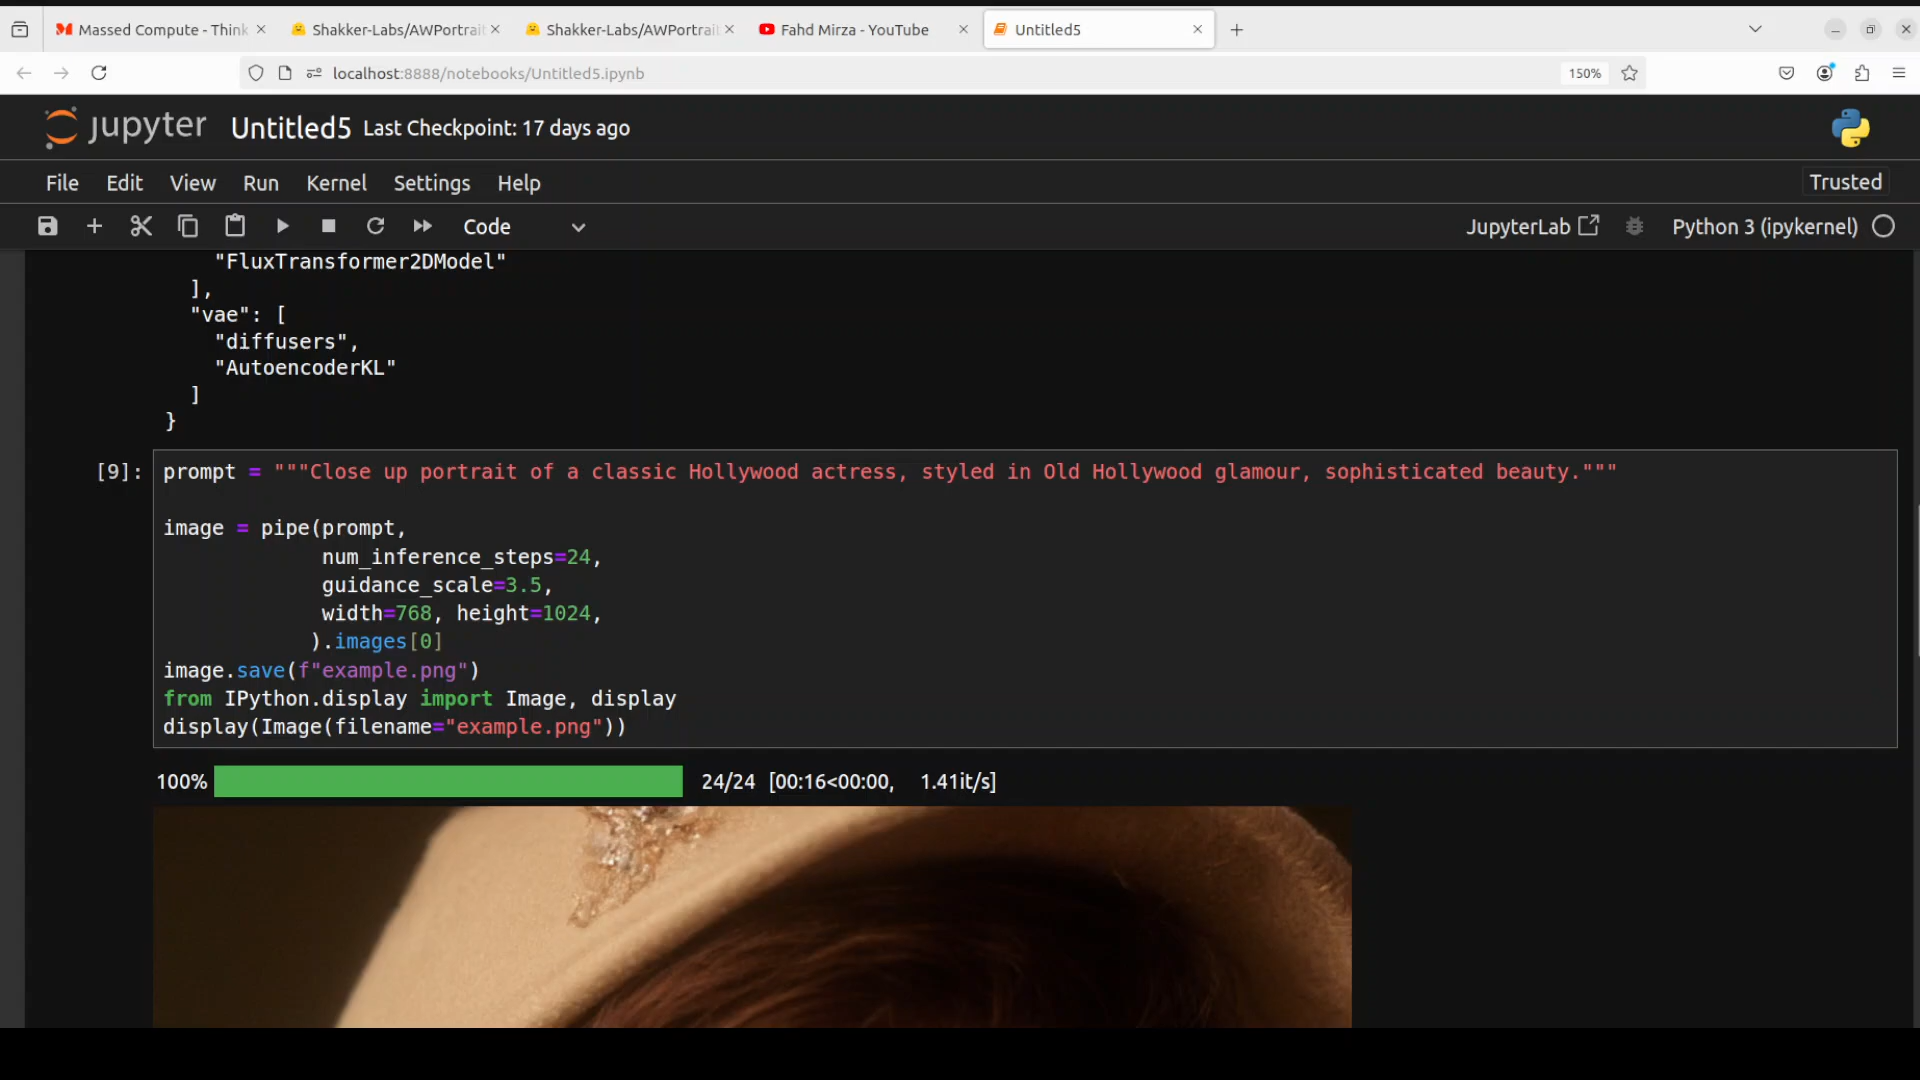 Massed Compute - Think
Shakker-Labs/AWPortrait
Shakker-Labs/AWPortrait
Fahd Mirza - YouTube
Untitled5
localhost:8888/notebooks/Untitled5.ipynb
150%
jupyter
Untitled5 Last Checkpoint: 17 days ago
File Edit View Run Kernel Settings Help
Trusted
Code
JupyterLab
Python 3 (ipykernel)
"FluxTransformer2DModel"
],
"vae": [
"diffusers",
"AutoencoderKL"
]
}
[9]:
prompt = """Close up portrait of a classic Hollywood actress, styled in Old Hollywood glamour, sophisticated beauty."""
image = pipe(prompt,
num_inference_steps=24,
guidance_scale=3.5,
width=768, height=1024,
).images[0]
image.save(f"example.png")
from IPython.display import Image, display
display(Image(filename="example.png"))
100% 24/24 [00:16<00:00, 1.41it/s]